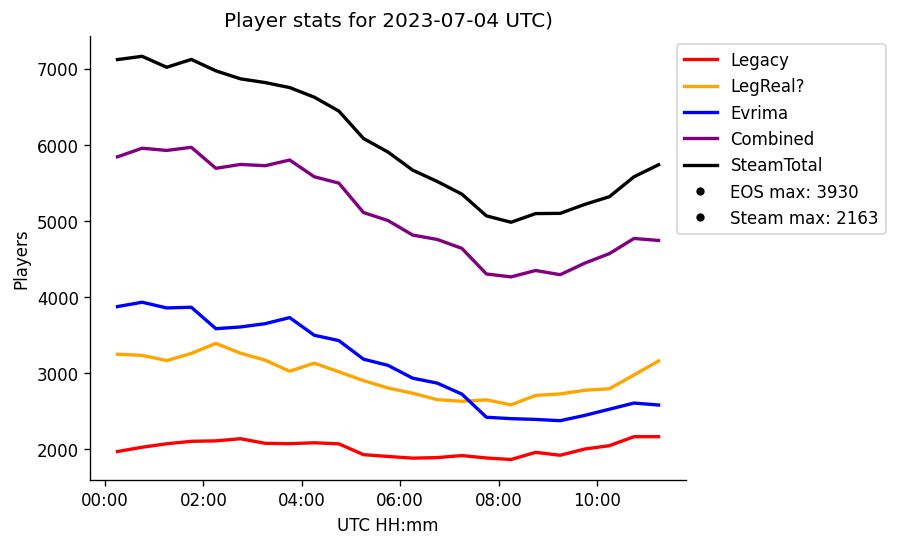 Player stats for 2023-07-04 UTC)
7000
6000
5000
4000
3000
2000
Players
00:00 02:00 04:00 06:00 08:00 10:00
UTC HH:mm
Legacy
LegReal?
Evrima
Combined
SteamTotal
EOS max: 3930
Steam max: 2163